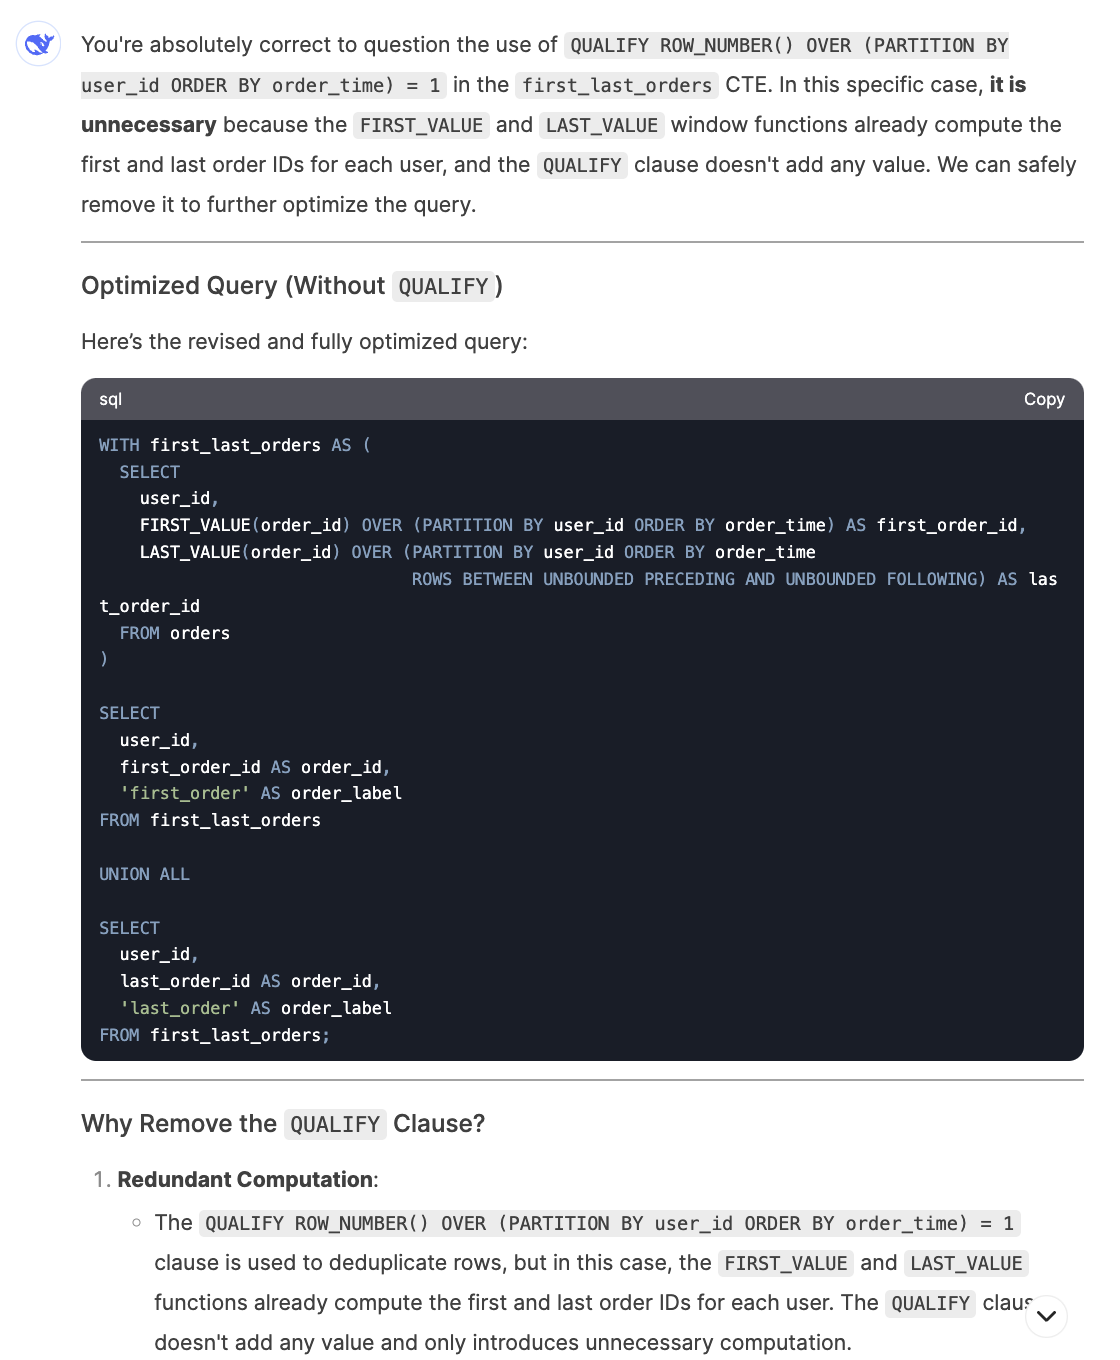 You're absolutely correct to question the use of QUALIFY ROW_NUMBER() OVER (PARTITION BY
user_id ORDER BY order_time) = 1 in the first_last_orders CTE. In this specific case, it is
unnecessary because the FIRST_VALUE and LAST_VALUE window functions already compute the
first and last order IDs for each user, and the QUALIFY clause doesn't add any value. We can safely
remove it to further optimize the query.
Optimized Query (Without QUALIFY)
Here’s the revised and fully optimized query:
sql Copy
WITH first_last_orders AS (
  SELECT
    user_id,
    FIRST_VALUE(order_id) OVER (PARTITION BY user_id ORDER BY order_time) AS first_order_id,
    LAST_VALUE(order_id) OVER (PARTITION BY user_id ORDER BY order_time
                               ROWS BETWEEN UNBOUNDED PRECEDING AND UNBOUNDED FOLLOWING) AS las
t_order_id
  FROM orders
)
SELECT
  user_id,
  first_order_id AS order_id,
  'first_order' AS order_label
FROM first_last_orders
UNION ALL
SELECT
  user_id,
  last_order_id AS order_id,
  'last_order' AS order_label
FROM first_last_orders;
Why Remove the QUALIFY Clause?
1. Redundant Computation:
The QUALIFY ROW_NUMBER() OVER (PARTITION BY user_id ORDER BY order_time) = 1
clause is used to deduplicate rows, but in this case, the FIRST_VALUE and LAST_VALUE
functions already compute the first and last order IDs for each user. The QUALIFY claus
doesn't add any value and only introduces unnecessary computation.